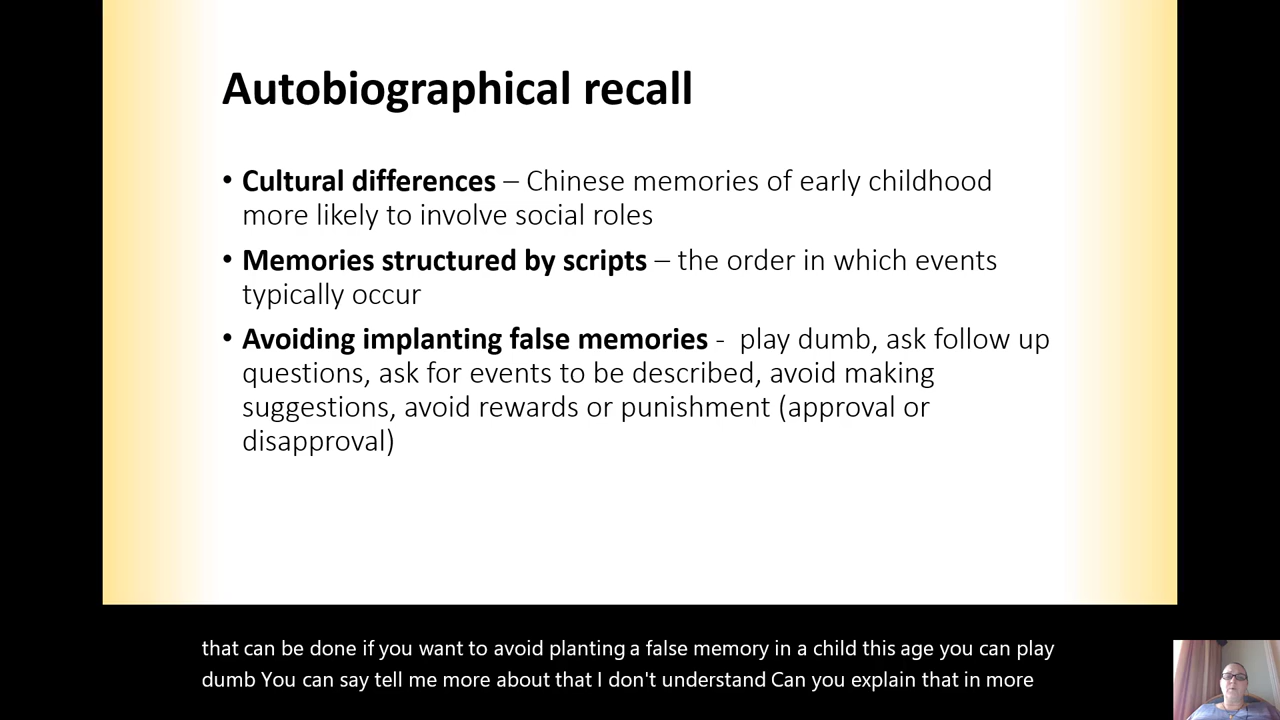 Autobiographical recall
• Cultural differences – Chinese memories of early childhood
more likely to involve social roles
• Memories structured by scripts – the order in which events
typically occur
• Avoiding implanting false memories - play dumb, ask follow up
questions, ask for events to be described, avoid making
suggestions, avoid rewards or punishment (approval or
disapproval)
that can be done if you want to avoid planting a false memory in a child this age you can play
dumb You can say tell me more about that I don't understand Can you explain that in more